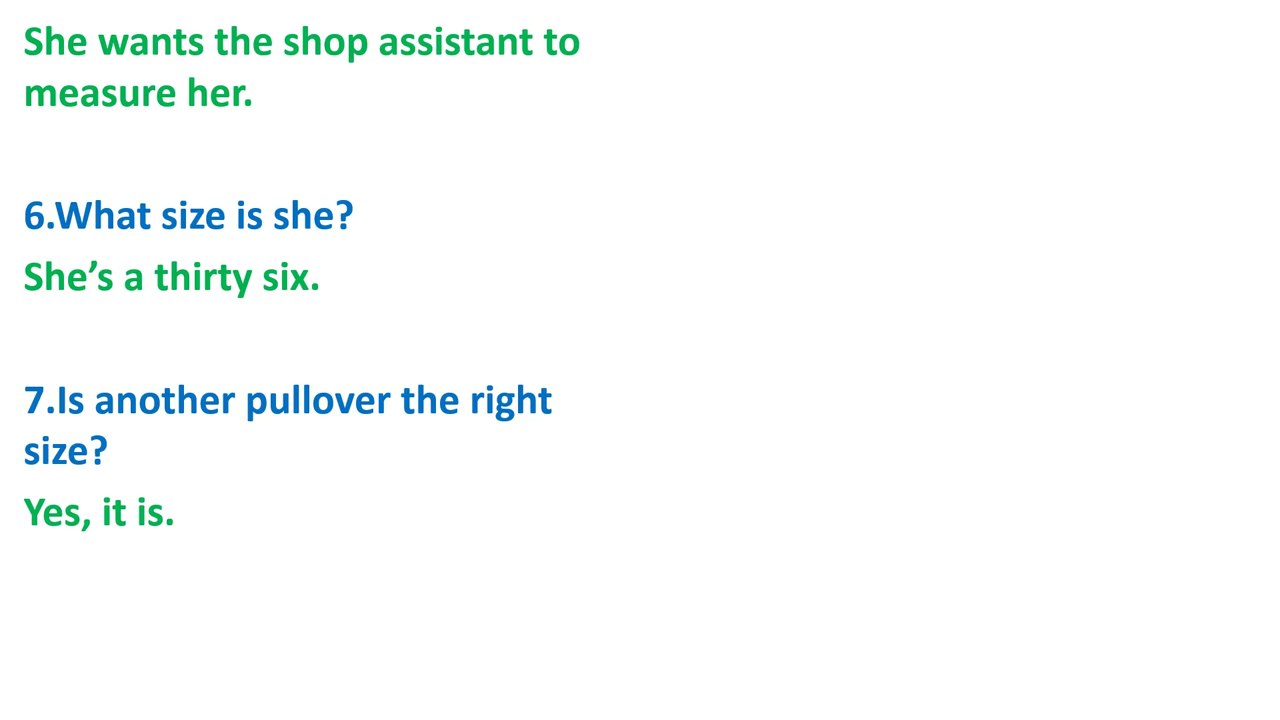 She wants the shop assistant to
measure her.
6.What size is she?
She’s a thirty six.
7.Is another pullover the right
size?
Yes, it is.